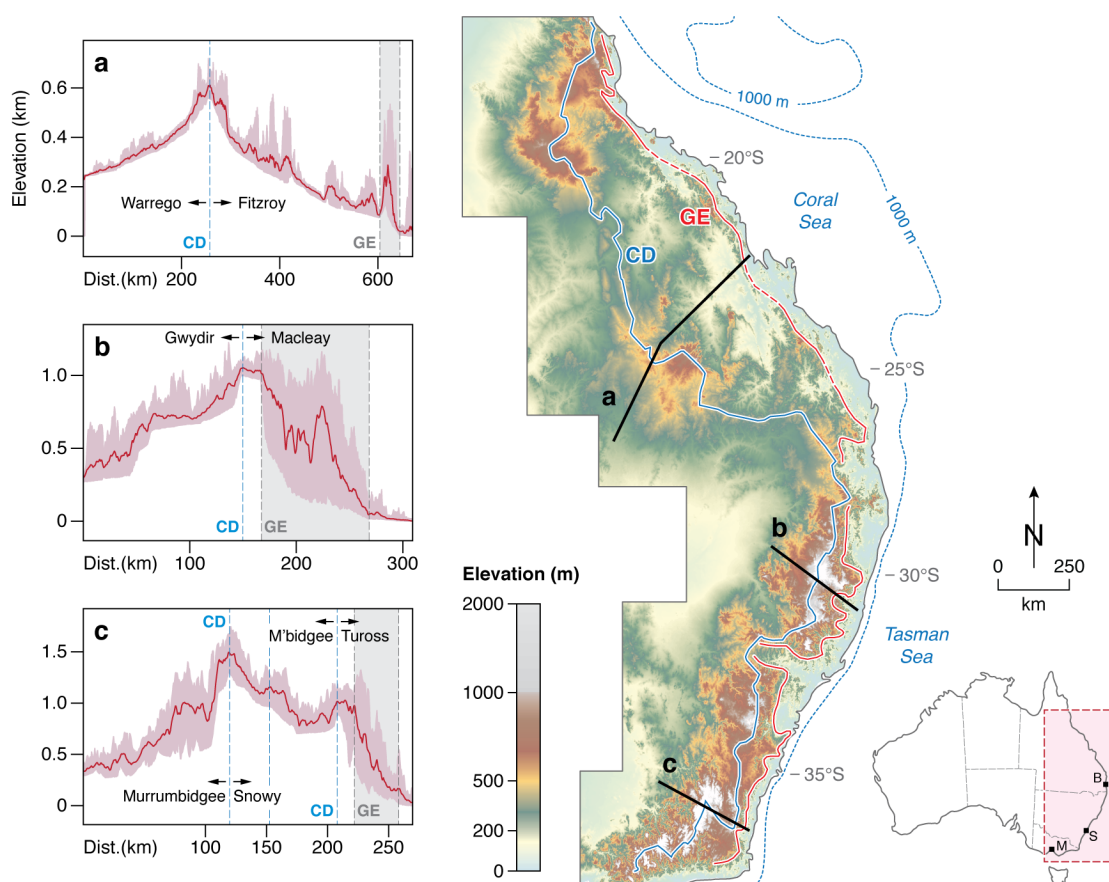 a
Elevation (km)
0.6
0.4
0.2
0
Warrego
Fitzroy
CD
GE
Dist.(km)
200
400
600
b
Gwydir
Macleay
1.0
0.5
0
CD
GE
Dist.(km)
100
200
300
c
CD
M'bidgee
Tuross
1.5
1.0
0.5
0
Murrumbidgee
Snowy
CD
GE
Dist.(km)
50
100
150
200
250
1000 m
1000 m
20°S
Coral
Sea
GE
CD
25°S
a
b
30°S
N
0 250
km
Elevation (m)
2000
1000
500
200
0
Tasman
Sea
c
35°S
B
S
M